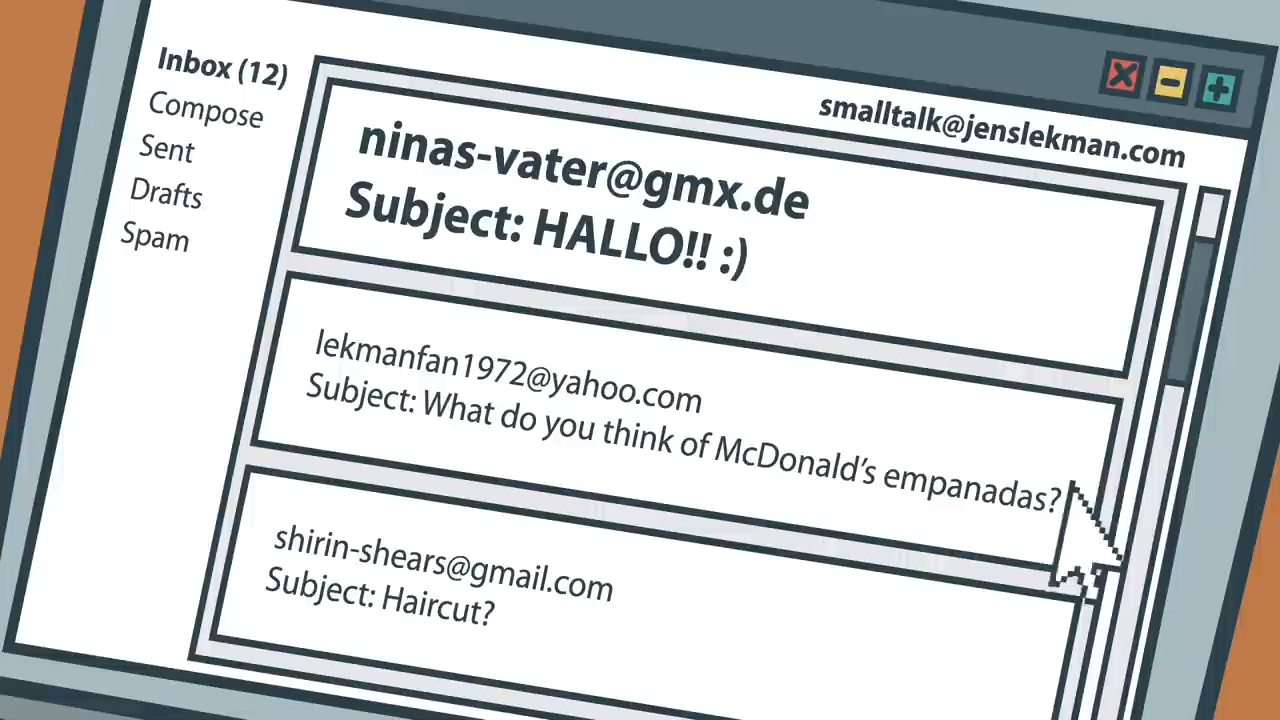 Inbox (12)
Compose
Sent
Drafts
Spam
smalltalk@jenslekman.com
ninas-vater@gmx.de
Subject: HALLO!! :)
lekmanfan1972@yahoo.com
Subject: What do you think of McDonald’s empanadas?
shirin-shears@gmail.com
Subject: Haircut?